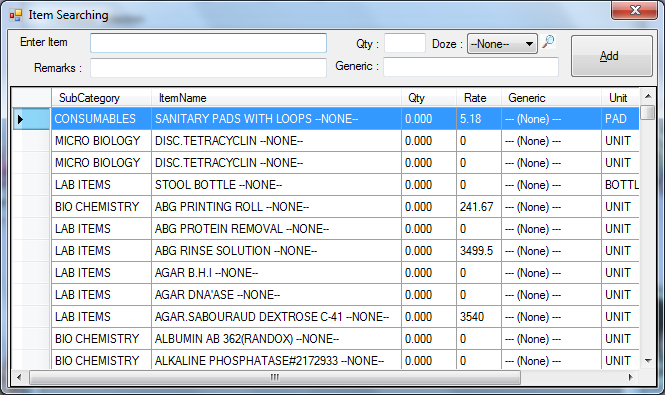 Item Searching
Enter Item Qty : Doze : --None-- Add
Remarks : Generic :
SubCategory ItemName Qty Rate Generic Unit
CONSUMABLES SANITARY PADS WITH LOOPS --NONE-- 0.000 5.18 --- (None) --- PAD
MICRO BIOLOGY DISC.TETRACYCLIN --NONE-- 0.000 0 --- (None) --- UNIT
MICRO BIOLOGY DISC.TETRACYCLIN --NONE-- 0.000 0 --- (None) --- UNIT
LAB ITEMS STOOL BOTTLE --NONE-- 0.000 0 --- (None) --- BOTTL
BIO CHEMISTRY ABG PRINTING ROLL --NONE-- 0.000 241.67 --- (None) --- UNIT
LAB ITEMS ABG PROTEIN REMOVAL --NONE-- 0.000 0 --- (None) --- UNIT
LAB ITEMS ABG RINSE SOLUTION --NONE-- 0.000 3499.5 --- (None) --- UNIT
LAB ITEMS AGAR B.H.I --NONE-- 0.000 0 --- (None) --- UNIT
LAB ITEMS AGAR DNA'ASE --NONE-- 0.000 0 --- (None) --- UNIT
LAB ITEMS AGAR.SABOURAUD DEXTROSE C-41 --NONE-- 0.000 3540 --- (None) --- UNIT
BIO CHEMISTRY ALBUMIN AB 362(RANDOX) --NONE-- 0.000 0 --- (None) --- UNIT
BIO CHEMISTRY ALKALINE PHOSPHATASE#2172933 --NONE-- 0.000 0 --- (None) --- UNIT